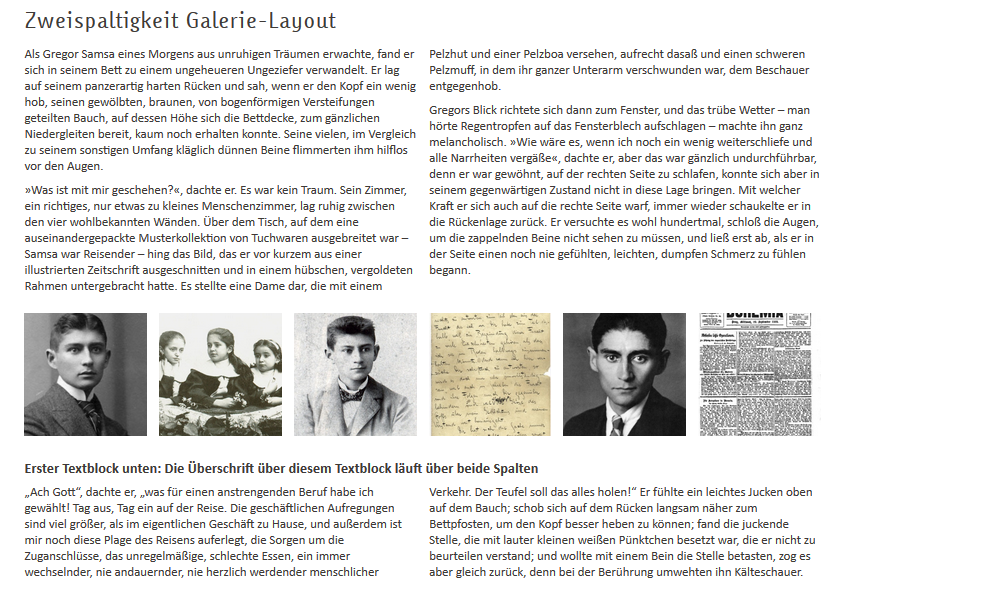 Zweispaltigkeit Galerie-Layout
Als Gregor Samsa eines Morgens aus unruhigen Träumen erwachte, fand er
sich in seinem Bett zu einem ungeheueren Ungeziefer verwandelt. Er lag
auf seinem panzerartig harten Rücken und sah, wenn er den Kopf ein wenig
hob, seinen gewölbten, braunen, von bogenförmigen Versteifungen
geteilten Bauch, auf dessen Höhe sich die Bettdecke, zum gänzlichen
Niedergleiten bereit, kaum noch erhalten konnte. Seine vielen, im Vergleich
zu seinem sonstigen Umfang kläglich dünnen Beine flimmerten ihm hilflos
vor den Augen.
»Was ist mit mir geschehen?«, dachte er. Es war kein Traum. Sein Zimmer,
ein richtiges, nur etwas zu kleines Menschenzimmer, lag ruhig zwischen
den vier wohlbekannten Wänden. Über dem Tisch, auf dem eine
auseinandergepackte Musterkollektion von Tuchwaren ausgebreitet war –
Samsa war Reisender – hing das Bild, das er vor kurzem aus einer
illustrierten Zeitschrift ausgeschnitten und in einem hübschen, vergoldeten
Rahmen untergebracht hatte. Es stellte eine Dame dar, die mit einem
Pelzhut und einer Pelzboa versehen, aufrecht dasaß und einen schweren
Pelzmuff, in dem ihr ganzer Unterarm verschwunden war, dem Beschauer
entgegenhob.
Gregors Blick richtete sich dann zum Fenster, und das trübe Wetter – man
hörte Regentropfen auf das Fensterblech aufschlagen – machte ihn ganz
melancholisch. »Wie wäre es, wenn ich noch ein wenig weiterschliefe und
alle Narrheiten vergäße«, dachte er, aber das war gänzlich undurchführbar,
denn er war gewöhnt, auf der rechten Seite zu schlafen, konnte sich aber in
seinem gegenwärtigen Zustand nicht in diese Lage bringen. Mit welcher
Kraft er sich auch auf die rechte Seite warf, immer wieder schaukelte er in
die Rückenlage zurück. Er versuchte es wohl hundertmal, schloß die Augen,
um die zappelnden Beine nicht sehen zu müssen, und ließ erst ab, als er in
der Seite einen noch nie gefühlten, leichten, dumpfen Schmerz zu fühlen
begann.
BOHEMIA
Erster Textblock unten: Die Überschrift über diesem Textblock läuft über beide Spalten
„Ach Gott“, dachte er, „was für einen anstrengenden Beruf habe ich
gewählt! Tag aus, Tag ein auf der Reise. Die geschäftlichen Aufregungen
sind viel größer, als im eigentlichen Geschäft zu Hause, und außerdem ist
mir noch diese Plage des Reisens auferlegt, die Sorgen um die
Zuganschlüsse, das unregelmäßige, schlechte Essen, ein immer
wechselnder, nie andauernder, nie herzlich werdender menschlicher
Verkehr. Der Teufel soll das alles holen!“ Er fühlte ein leichtes Jucken oben
auf dem Bauch; schob sich auf dem Rücken langsam näher zum
Bettpfosten, um den Kopf besser heben zu können; fand die juckende
Stelle, die mit lauter kleinen weißen Pünktchen besetzt war, die er nicht zu
beurteilen verstand; und wollte mit einem Bein die Stelle betasten, zog es
aber gleich zurück, denn bei der Berührung umwehten ihn Kälteschauer.